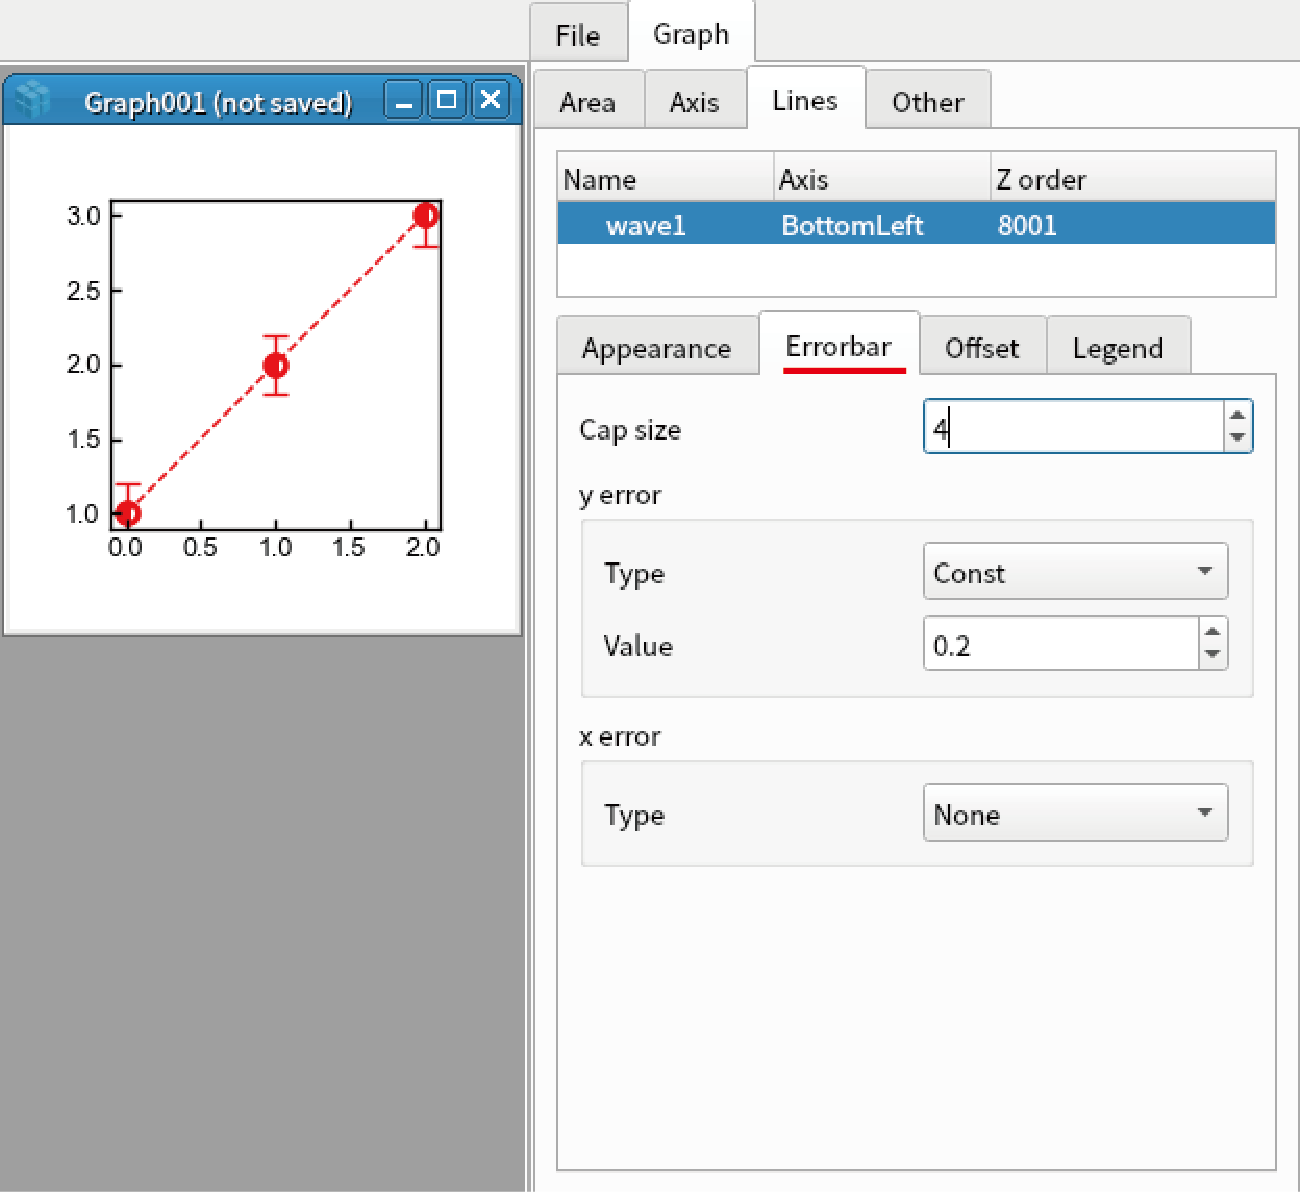 File Graph
Graph001 (not saved)
Area Axis Lines Other
Name Axis Z order
wave1 BottomLeft 8001
3.0
2.5
2.0
1.5
1.0
0.0 0.5 1.0 1.5 2.0
Appearance Errorbar Offset Legend
Cap size 4
y error
Type Const
Value 0.2
x error
Type None